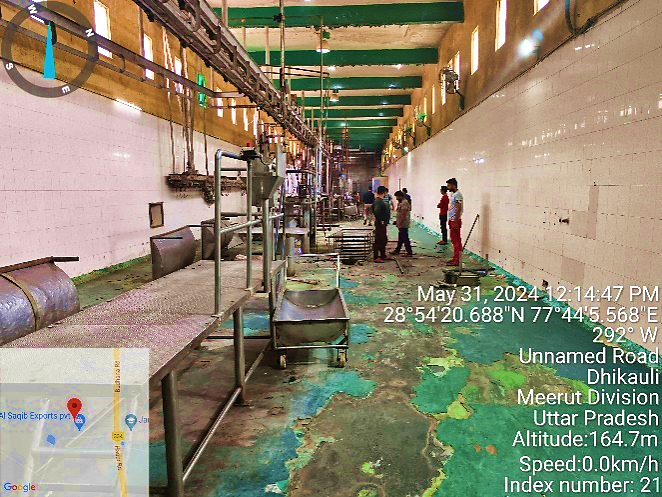 W
N
S
E
May 31, 2024 12:14:47 PM
28°54'20.688"N 77°44'5.568"E
292° W
Unnamed Road
Dhikauli
Meerut Division
Uttar Pradesh
Altitude:164.7m
Speed:0.0km/h
Index number: 21
Al Saqib Exports pvt
Google